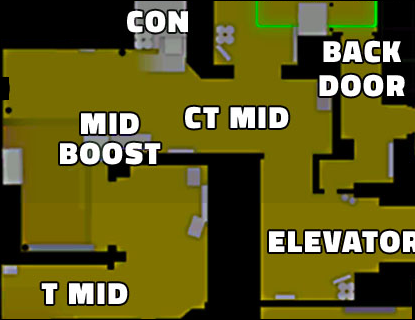 CON
BACK
DOOR
CT MID
MID
BOOST
ELEVATOR
T MID